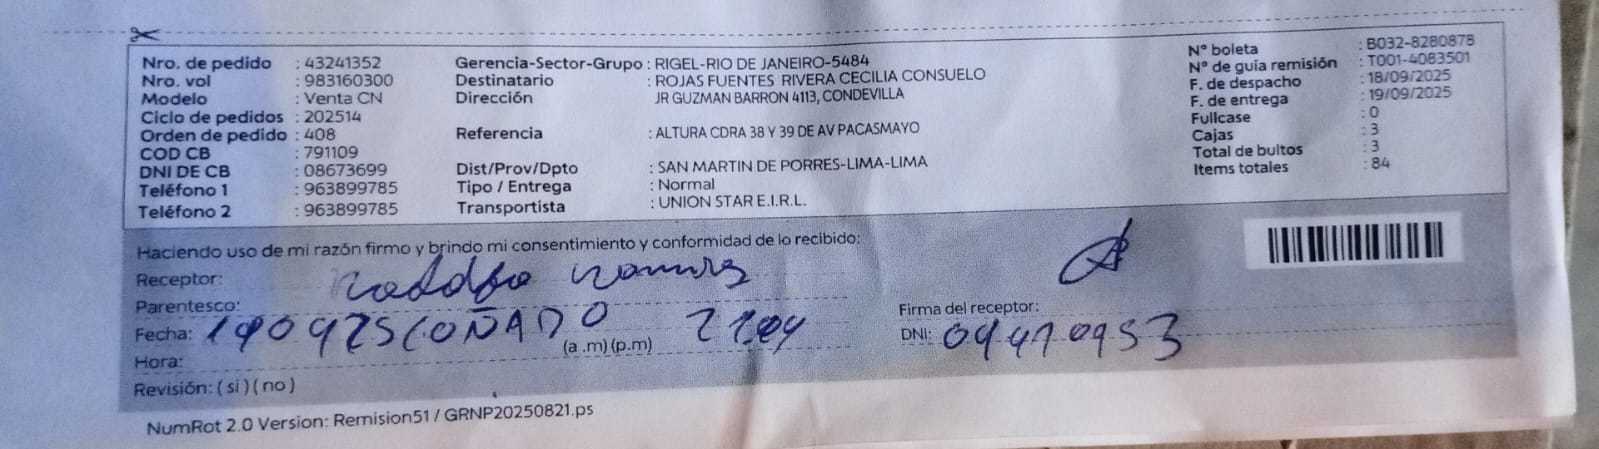 Nro. de pedido : 43241352
Nro. vol : 983160300
Modelo : Venta CN
Ciclo de pedidos : 202514
Orden de pedido : 408
COD CB : 791109
DNI DE CB : 08673699
Teléfono 1 : 963899785
Teléfono 2 : 963899785
Gerencia-Sector-Grupo : RIGEL-RIO DE JANEIRO-5484
Destinatario : ROJAS FUENTES RIVERA CECILIA CONSUELO
Dirección JR GUZMAN BARRON 4113, CONDEVILLA
Referencia : ALTURA CDRA 38 Y 39 DE AV PACASMAYO
Dist/Prov/Dpto : SAN MARTIN DE PORRES-LIMA-LIMA
Tipo / Entrega : Normal
Transportista : UNION STAR E.I.R.L.
N° boleta : B032-8280878
N° de guía remisión : T001-4083501
F. de despacho : 18/09/2025
F. de entrega : 19/09/2025
Fullcase : 0
Cajas : 3
Total de bultos : 3
Items totales : 84
Haciendo uso de mi razón firmo y brindo mi consentimiento y conformidad de lo recibido:
Receptor:
Parentesco:
Fecha: 190925 COÑADO
Hora: (a .m) (p.m)
Revisión: ( si ) ( no )
Firma del receptor:
DNI: 09470953
NumRot 2.0 Version: Remision51 / GRNP20250821.ps